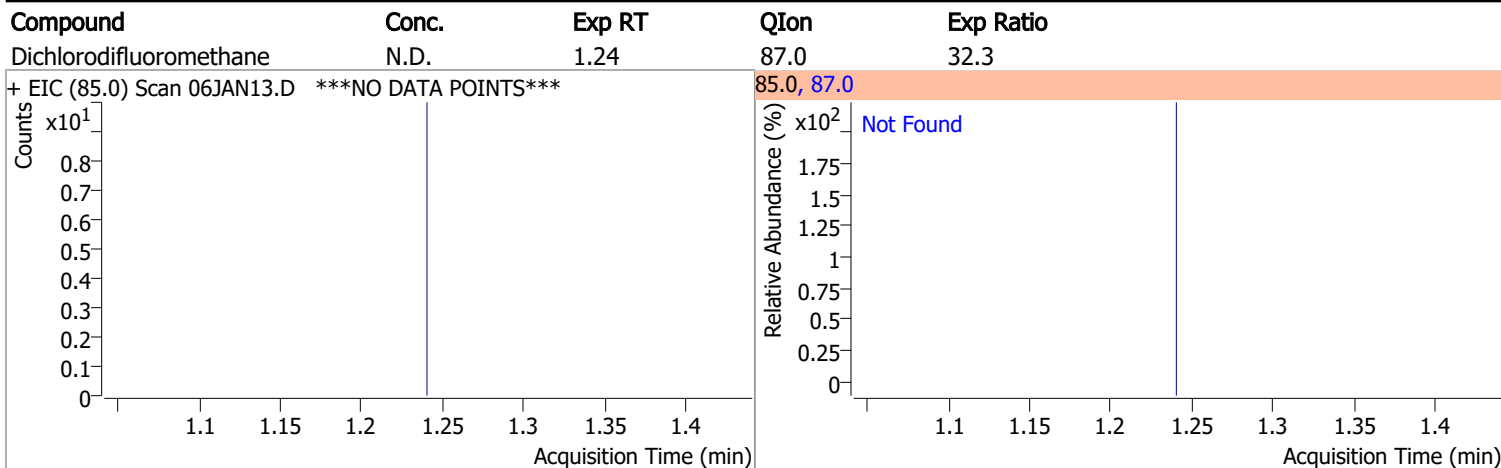 Compound Conc. Exp RT QIon Exp Ratio
Dichlorodifluoromethane N.D. 1.24 87.0 32.3
+ EIC (85.0) Scan 06JAN13.D ***NO DATA POINTS***
Counts
x10¹
0.8
0.7
0.6
0.5
0.4
0.3
0.2
0.1
0
1.1 1.15 1.2 1.25 1.3 1.35 1.4
Acquisition Time (min)
85.0, 87.0
Relative Abundance (%)
x10²
Not Found
1.75
1.5
1.25
1
0.75
0.5
0.25
0
1.1 1.15 1.2 1.25 1.3 1.35 1.4
Acquisition Time (min)